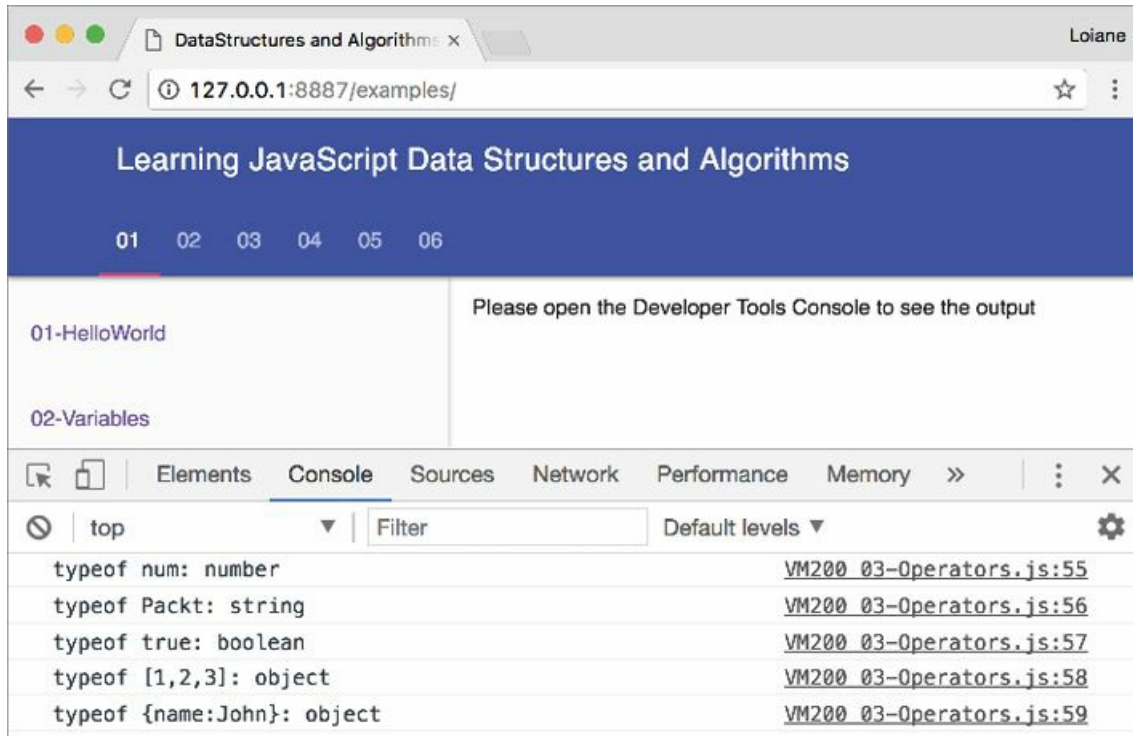 DataStructures and Algorithms ×
Loiane
127.0.0.1:8887/examples/
Learning JavaScript Data Structures and Algorithms
01 02 03 04 05 06
Please open the Developer Tools Console to see the output
01-HelloWorld
02-Variables
Elements Console Sources Network Performance Memory »
top Filter Default levels
typeof num: number VM200 03-Operators.js:55
typeof Packt: string VM200 03-Operators.js:56
typeof true: boolean VM200 03-Operators.js:57
typeof [1,2,3]: object VM200 03-Operators.js:58
typeof {name:John}: object VM200 03-Operators.js:59